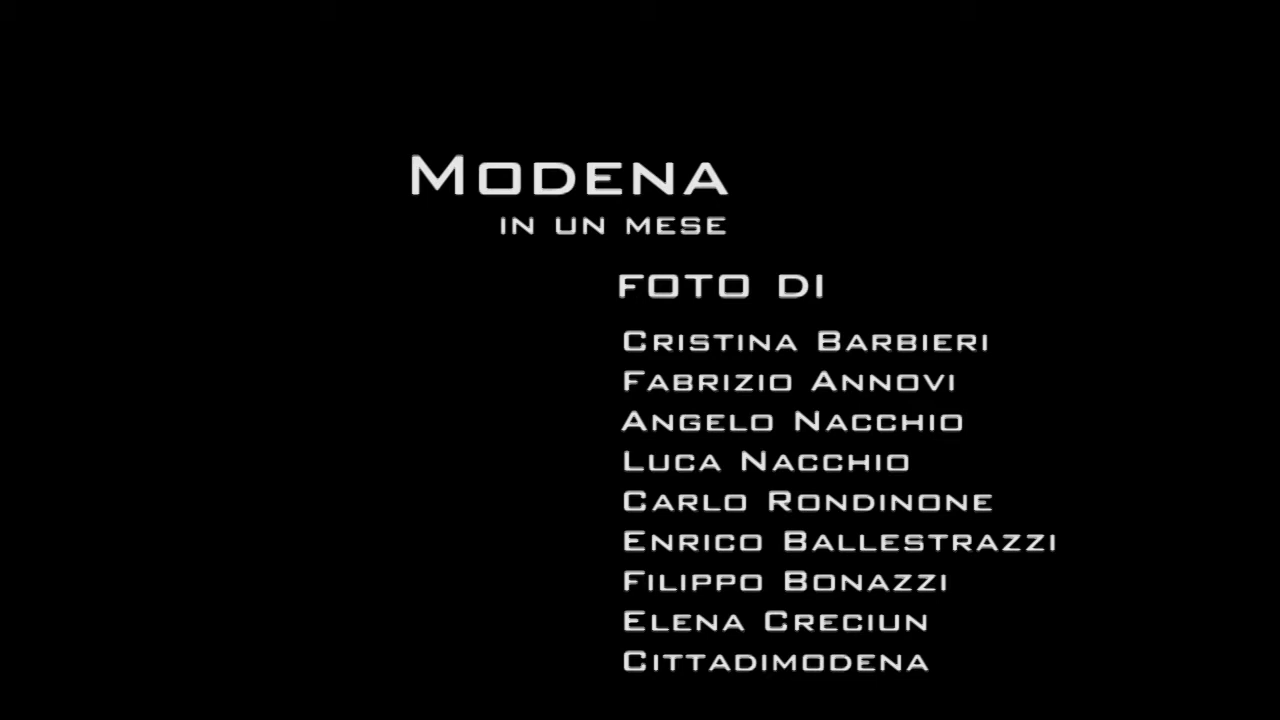 Modena
in un mese
foto di
Cristina Barbieri
Fabrizio Annovi
Angelo Nacchio
Luca Nacchio
Carlo Rondinone
Enrico Ballestrazzi
Filippo Bonazzi
Elena Creciun
Cittadimodena